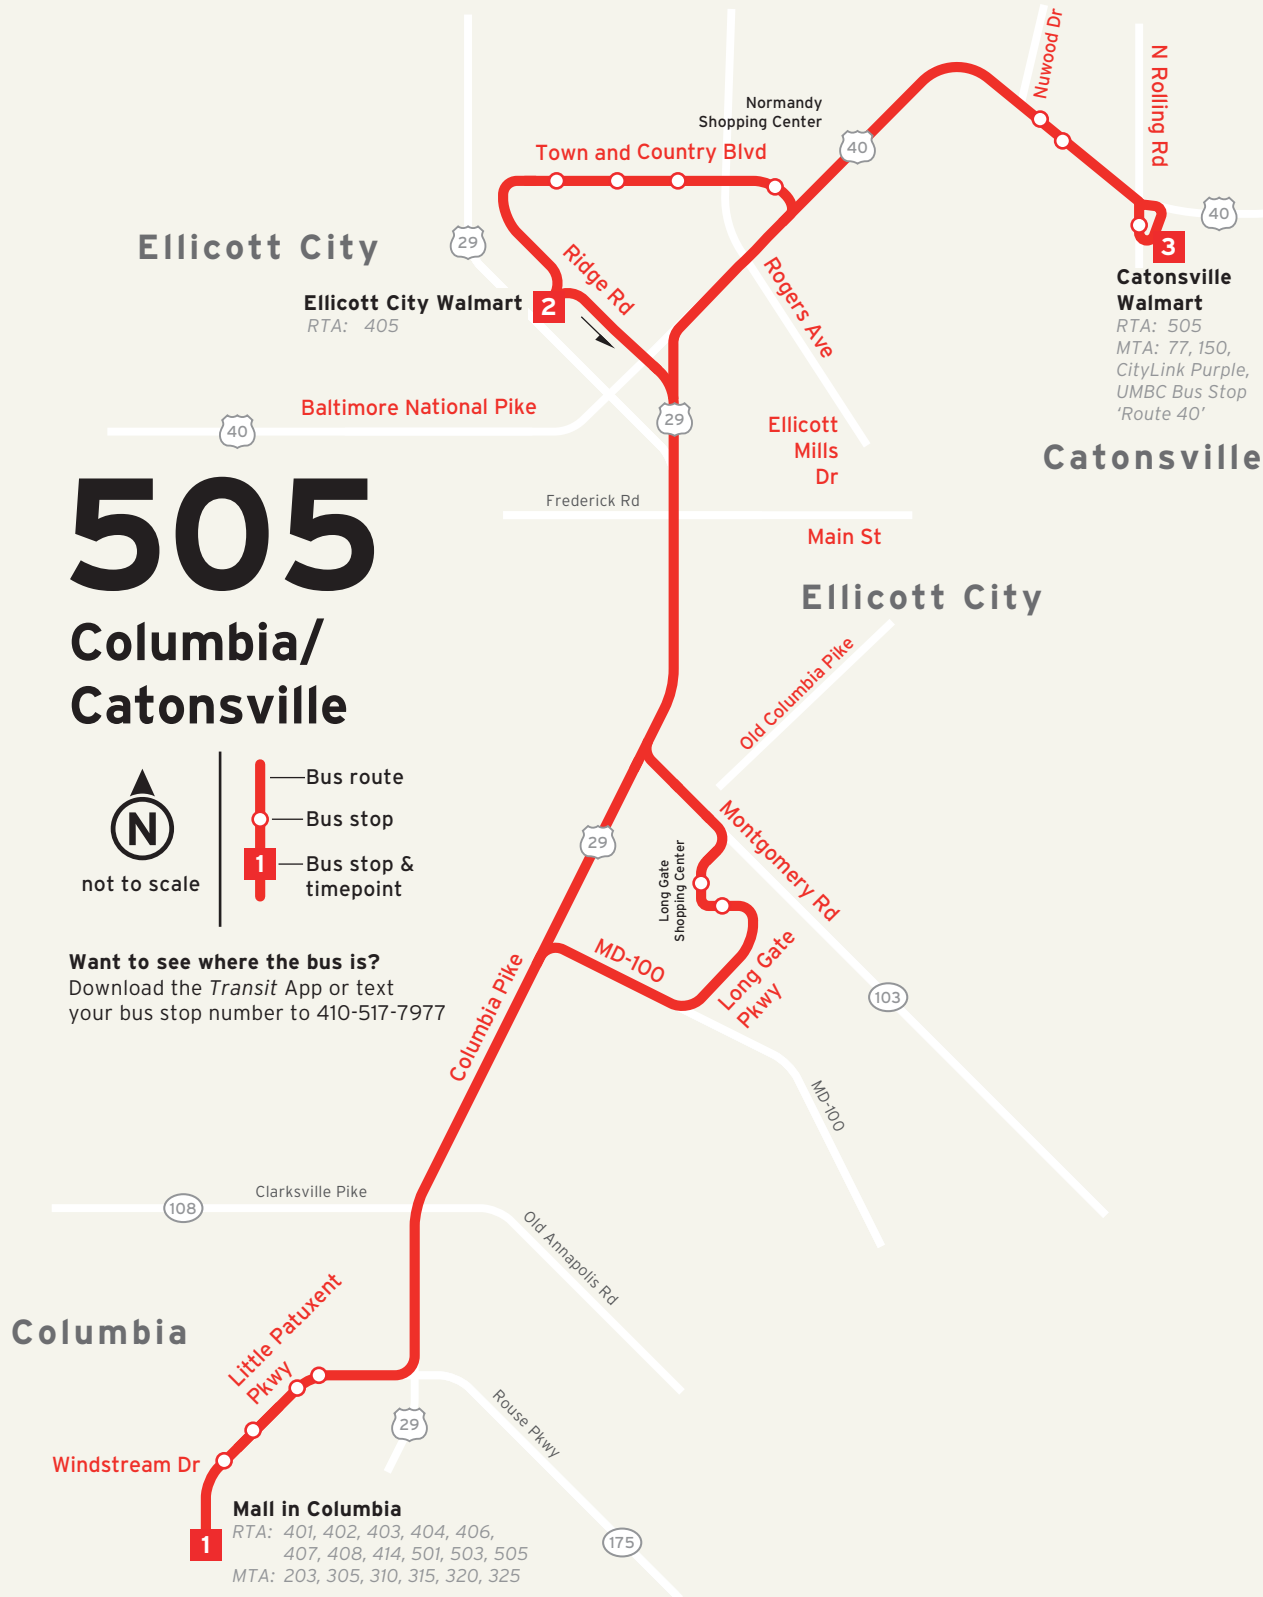 Nuwood Dr
N Rolling Rd
Normandy
Shopping Center
40
Town and Country Blvd
40
29
Ellicott City
Ridge Rd
3
Rogers Ave
Catonsville
Walmart
RTA: 505
MTA: 77, 150,
CityLink Purple,
UMBC Bus Stop
‘Route 40’
Ellicott City Walmart
2
RTA: 405
Baltimore National Pike
40
29
Ellicott
Mills
Dr
Catonsville
505
Frederick Rd
Main St
Ellicott City
Columbia/
Catonsville
Old Columbia Pike
N
not to scale
Bus route
Bus stop
1
Bus stop &
timepoint
29
Montgomery Rd
Long Gate
Shopping Center
MD-100
Long Gate
Pkwy
103
Want to see where the bus is?
Download the Transit App or text
your bus stop number to 410-517-7977
Columbia Pike
MD-100
Clarksville Pike
108
Old Annapolis Rd
Columbia
Little Patuxent
Pkwy
29
Rouse Pkwy
Windstream Dr
Mall in Columbia
1
RTA: 401, 402, 403, 404, 406,
407, 408, 414, 501, 503, 505
MTA: 203, 305, 310, 315, 320, 325
175